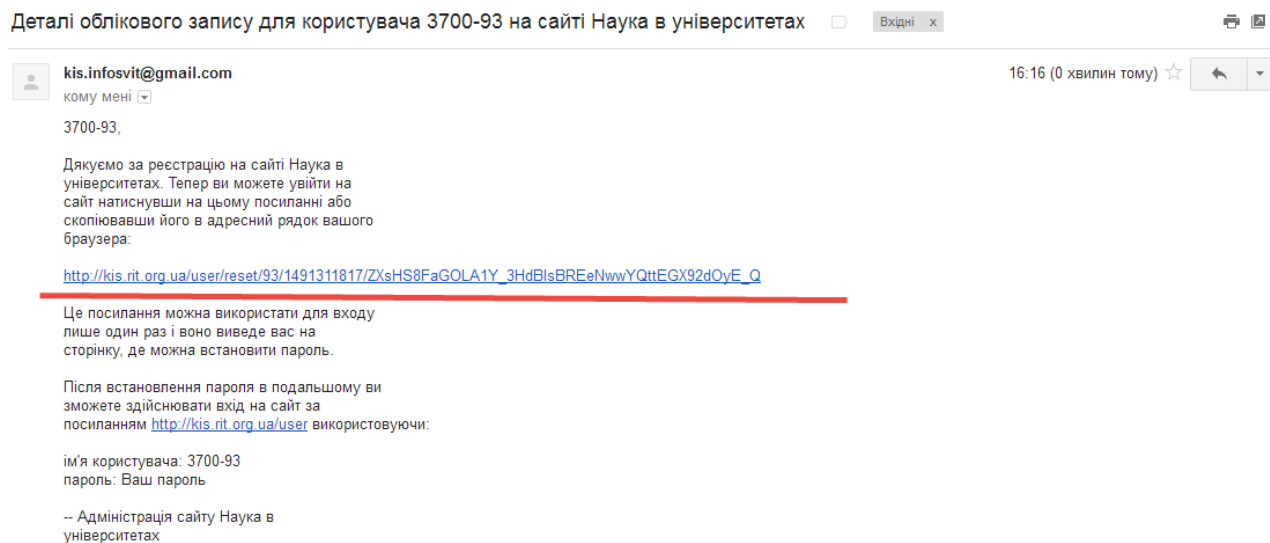 Деталі облікового запису для користувача 3700-93 на сайті Наука в університетах
Вхідні x
kis.infosvit@gmail.com
16:16 (0 хвилин тому)
кому мені
3700-93,
Дякуємо за реєстрацію на сайті Наука в
університетах. Тепер ви можете увійти на
сайт натиснувши на цьому посиланні або
скопіювавши його в адресний рядок вашого
браузера:
http://kis.rit.org.ua/user/reset/93/1491311817/ZXsHS8FaGOLA1Y_3HdBIsBREeNwwYQttEGX92dOyE_Q
Це посилання можна використати для входу
лише один раз і воно виведе вас на
сторінку, де можна встановити пароль.
Після встановлення пароля в подальшому ви
зможете здійснювати вхід на сайт за
посиланням http://kis.rit.org.ua/user використовуючи:
ім'я користувача: 3700-93
пароль: Ваш пароль
-- Адміністрація сайту Наука в
університетах